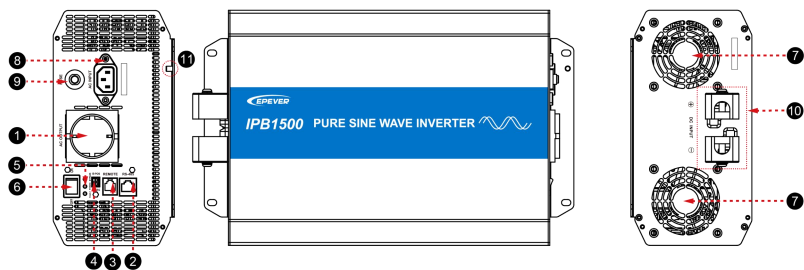 8
9
AC INPUT
11
1
AC OUTPUT
5
6
REMOTE
4
3
2
EPEVER
IPB1500 PURE SINE WAVE INVERTER
7
10
DC INPUT
7